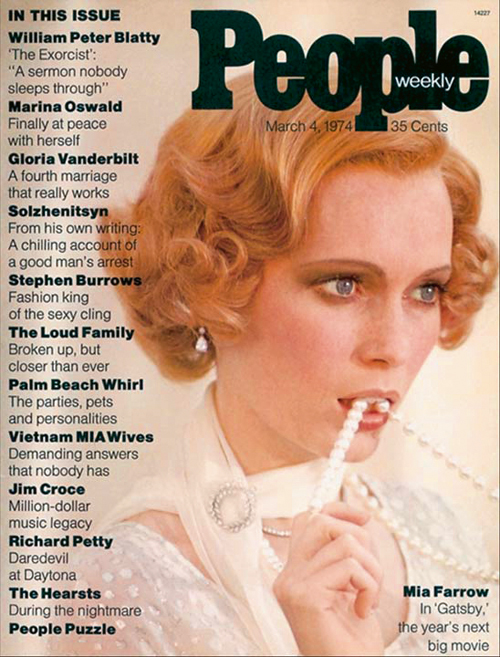 IN THIS ISSUE
William Peter Blatty
'The Exorcist':
"A sermon nobody
sleeps through"
Marina Oswald
Finally at peace
with herself
Gloria Vanderbilt
A fourth marriage
that really works
Solzhenitsyn
From his own writing:
A chilling account of
a good man's arrest
Stephen Burrows
Fashion king
of the sexy cling
The Loud Family
Broken up, but
closer than ever
Palm Beach Whirl
The parties, pets
and personalities
Vietnam MIA Wives
Demanding answers
that nobody has
Jim Croce
Million-dollar
music legacy
Richard Petty
Daredevil
at Daytona
The Hearsts
During the nightmare
People Puzzle
14227
People
weekly
March 4, 1974 35 Cents
Mia Farrow
In 'Gatsby,'
the year's next
big movie